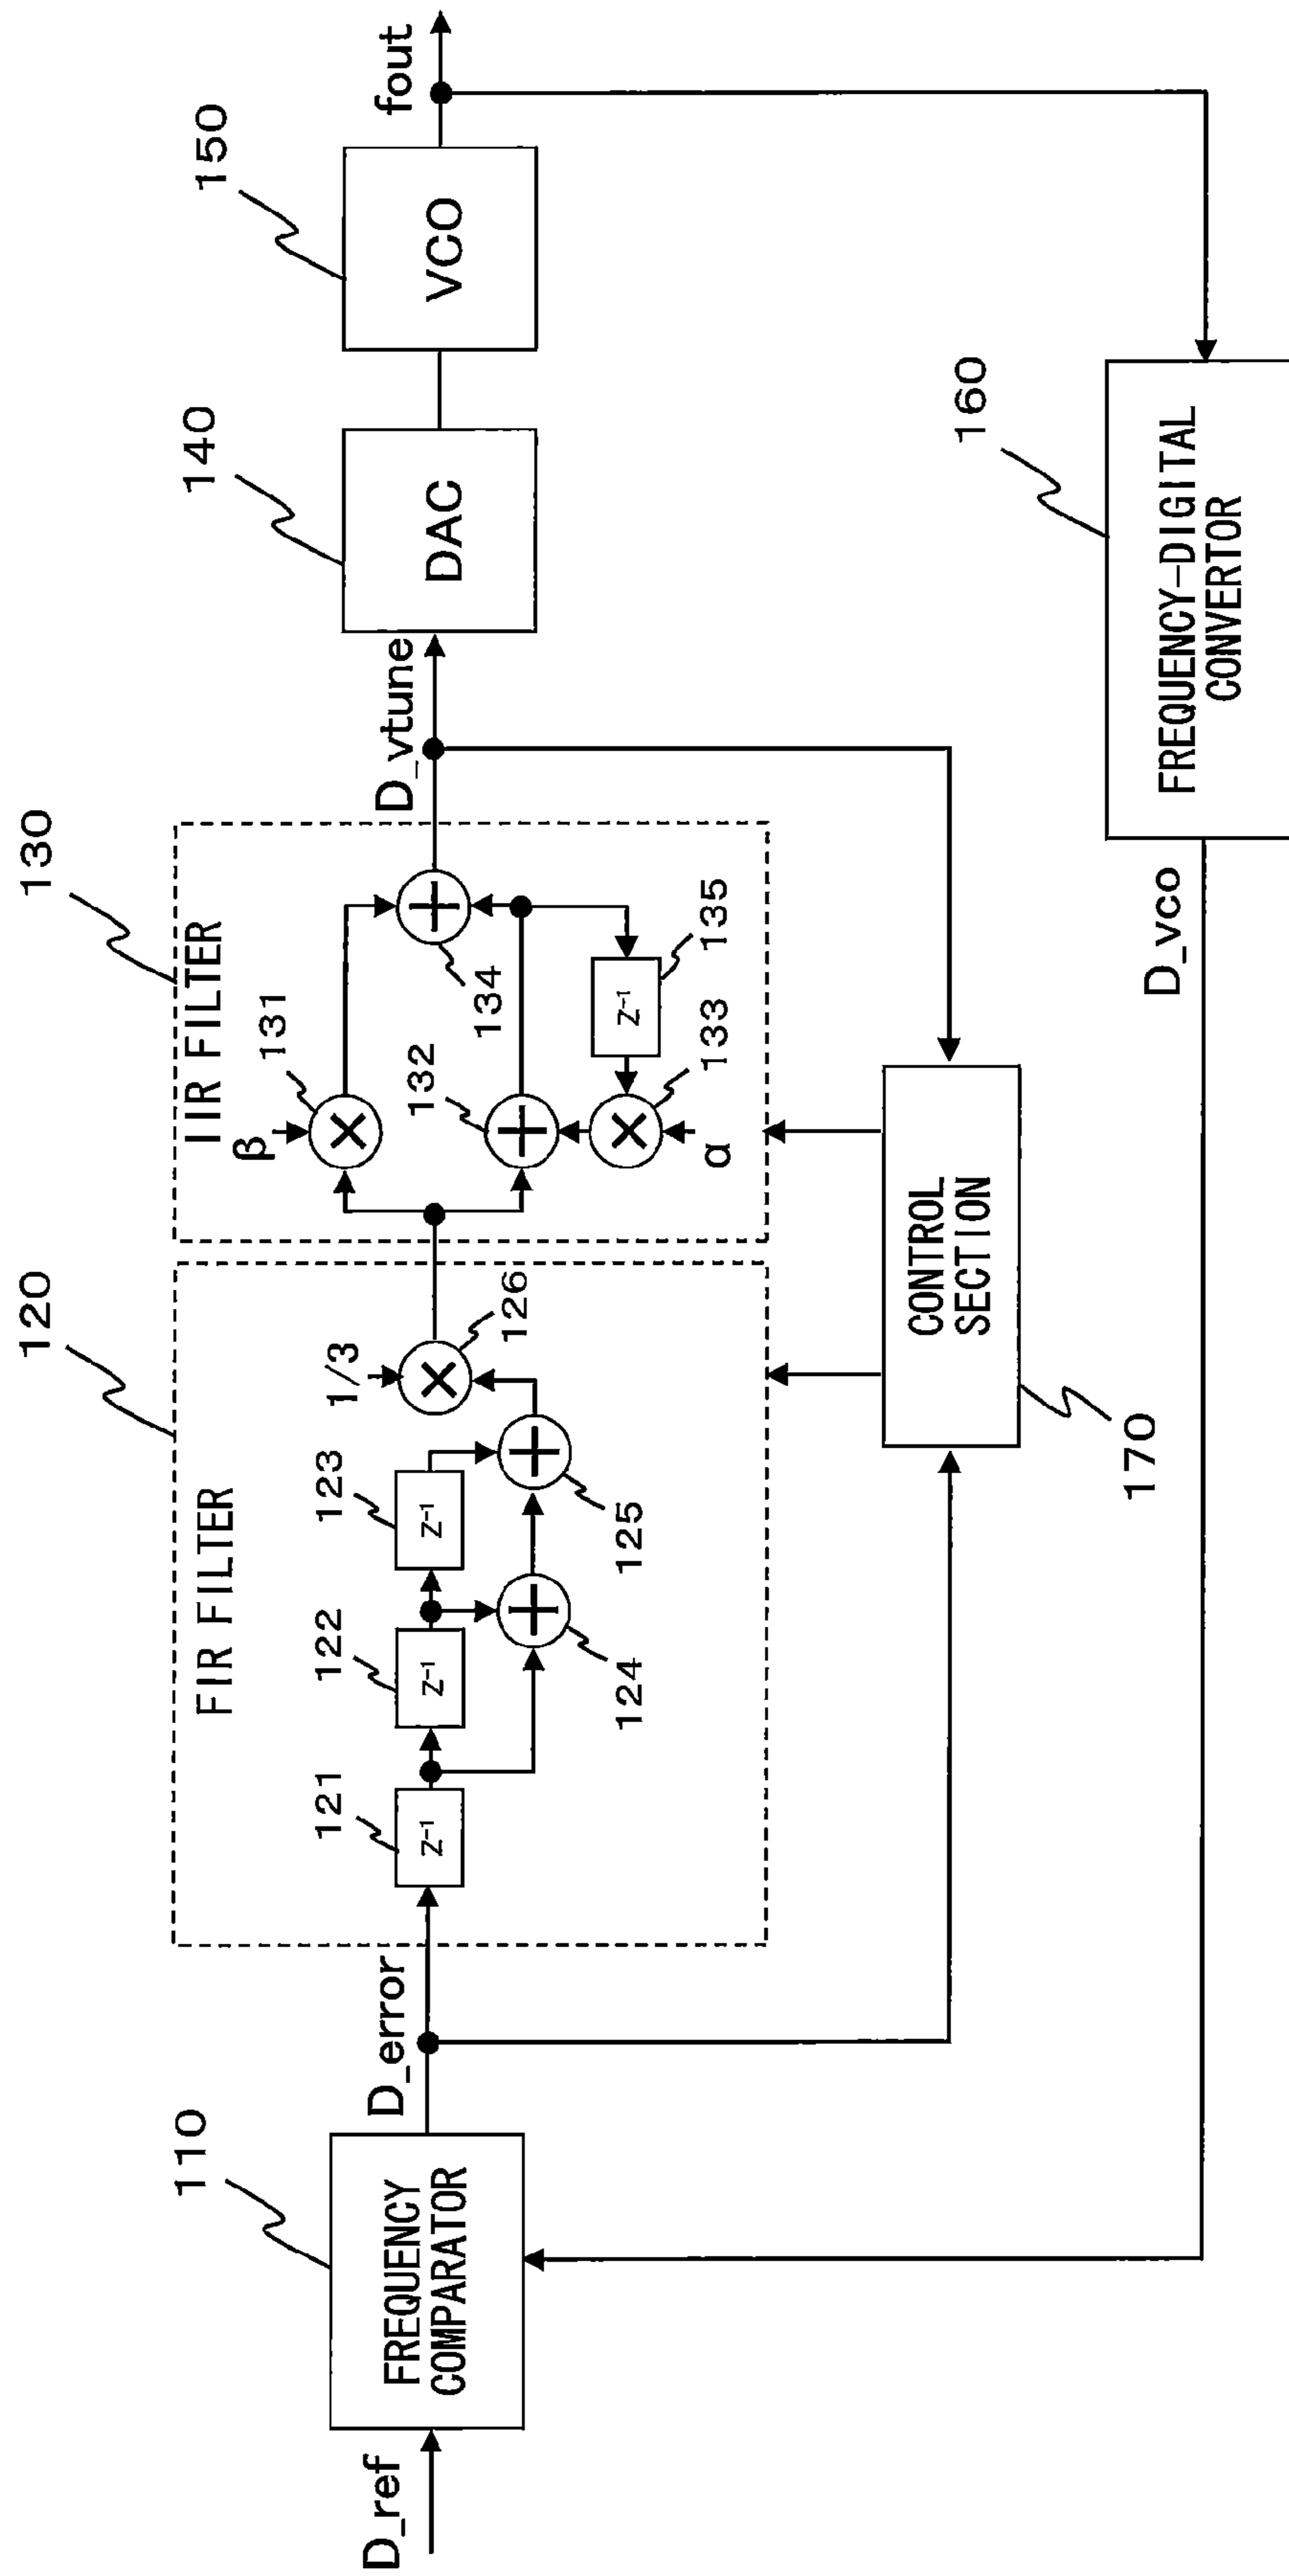 D_ref
110
FREQUENCY
COMPARATOR
D_error
120
FIR FILTER
121
Z⁻¹
122
Z⁻¹
123
Z⁻¹
124
125
1/3
126
130
IIR FILTER
β
131
132
134
Z⁻¹
135
133
α
D_vtune
140
DAC
150
VCO
fout
CONTROL
SECTION
170
160
FREQUENCY-DIGITAL
CONVERTOR
D_vco